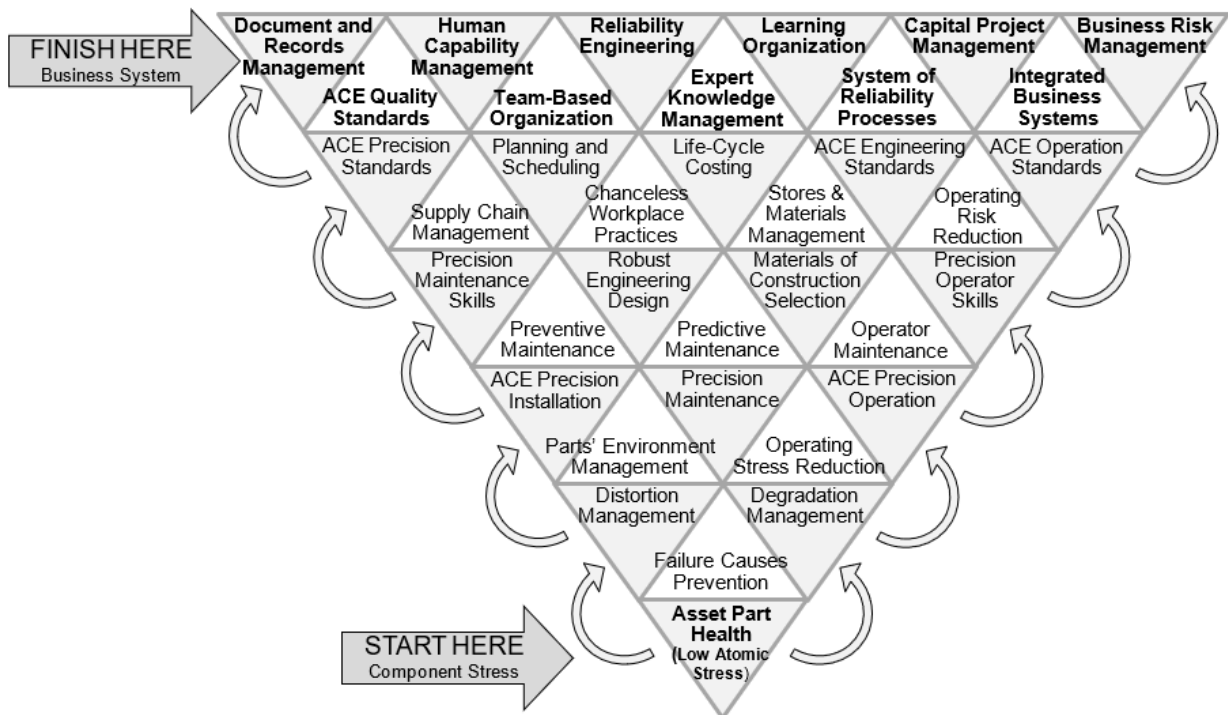 FINISH HERE
Business System
Document and
Records
Management
Human
Capability
Management
Reliability
Engineering
Learning
Organization
Capital Project
Management
Business Risk
Management
ACE Quality
Standards
Team-Based
Organization
Expert
Knowledge
Management
System of
Reliability
Processes
Integrated
Business
Systems
ACE Precision
Standards
Planning and
Scheduling
Life-Cycle
Costing
ACE Engineering
Standards
ACE Operation
Standards
Supply Chain
Management
Chanceless
Workplace
Practices
Stores &
Materials
Management
Operating
Risk
Reduction
Precision
Maintenance
Skills
Robust
Engineering
Design
Materials of
Construction
Selection
Precision
Operator
Skills
Preventive
Maintenance
Predictive
Maintenance
Operator
Maintenance
ACE Precision
Installation
Precision
Maintenance
ACE Precision
Operation
Parts' Environment
Management
Operating
Stress Reduction
Distortion
Management
Degradation
Management
Failure Causes
Prevention
START HERE
Component Stress
Asset Part
Health
(Low Atomic
Stress)